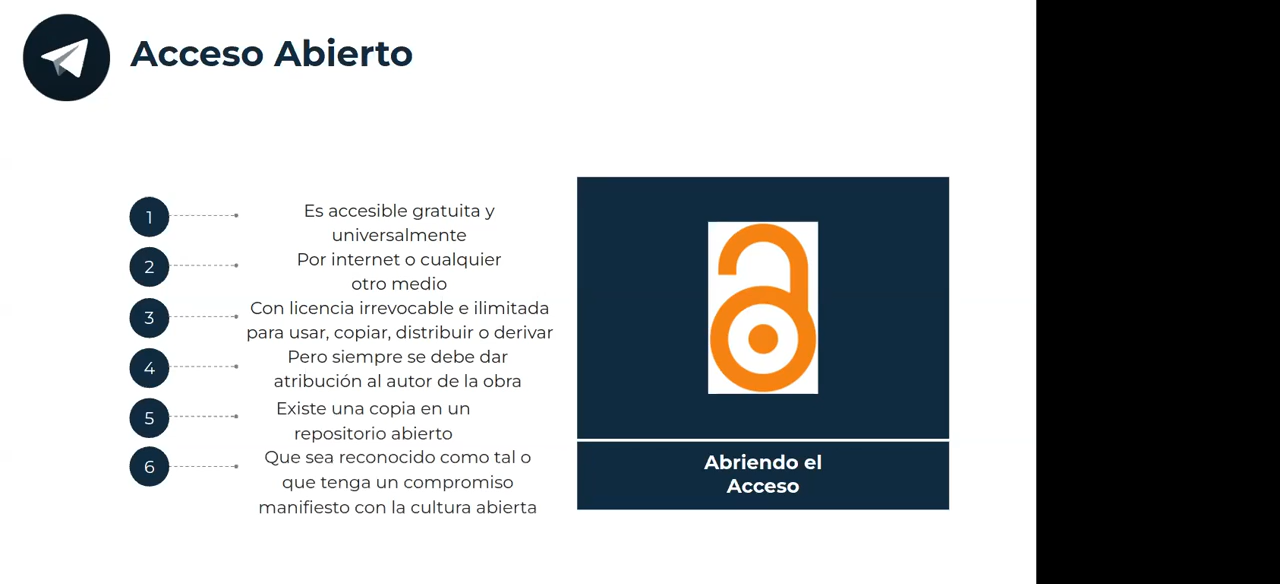 Acceso Abierto
1
Es accesible gratuita y
universalmente
2
Por internet o cualquier
otro medio
3
Con licencia irrevocable e ilimitada
para usar, copiar, distribuir o derivar
4
Pero siempre se debe dar
atribución al autor de la obra
5
Existe una copia en un
repositorio abierto
6
Que sea reconocido como tal o
que tenga un compromiso
manifiesto con la cultura abierta
Abriendo el
Acceso